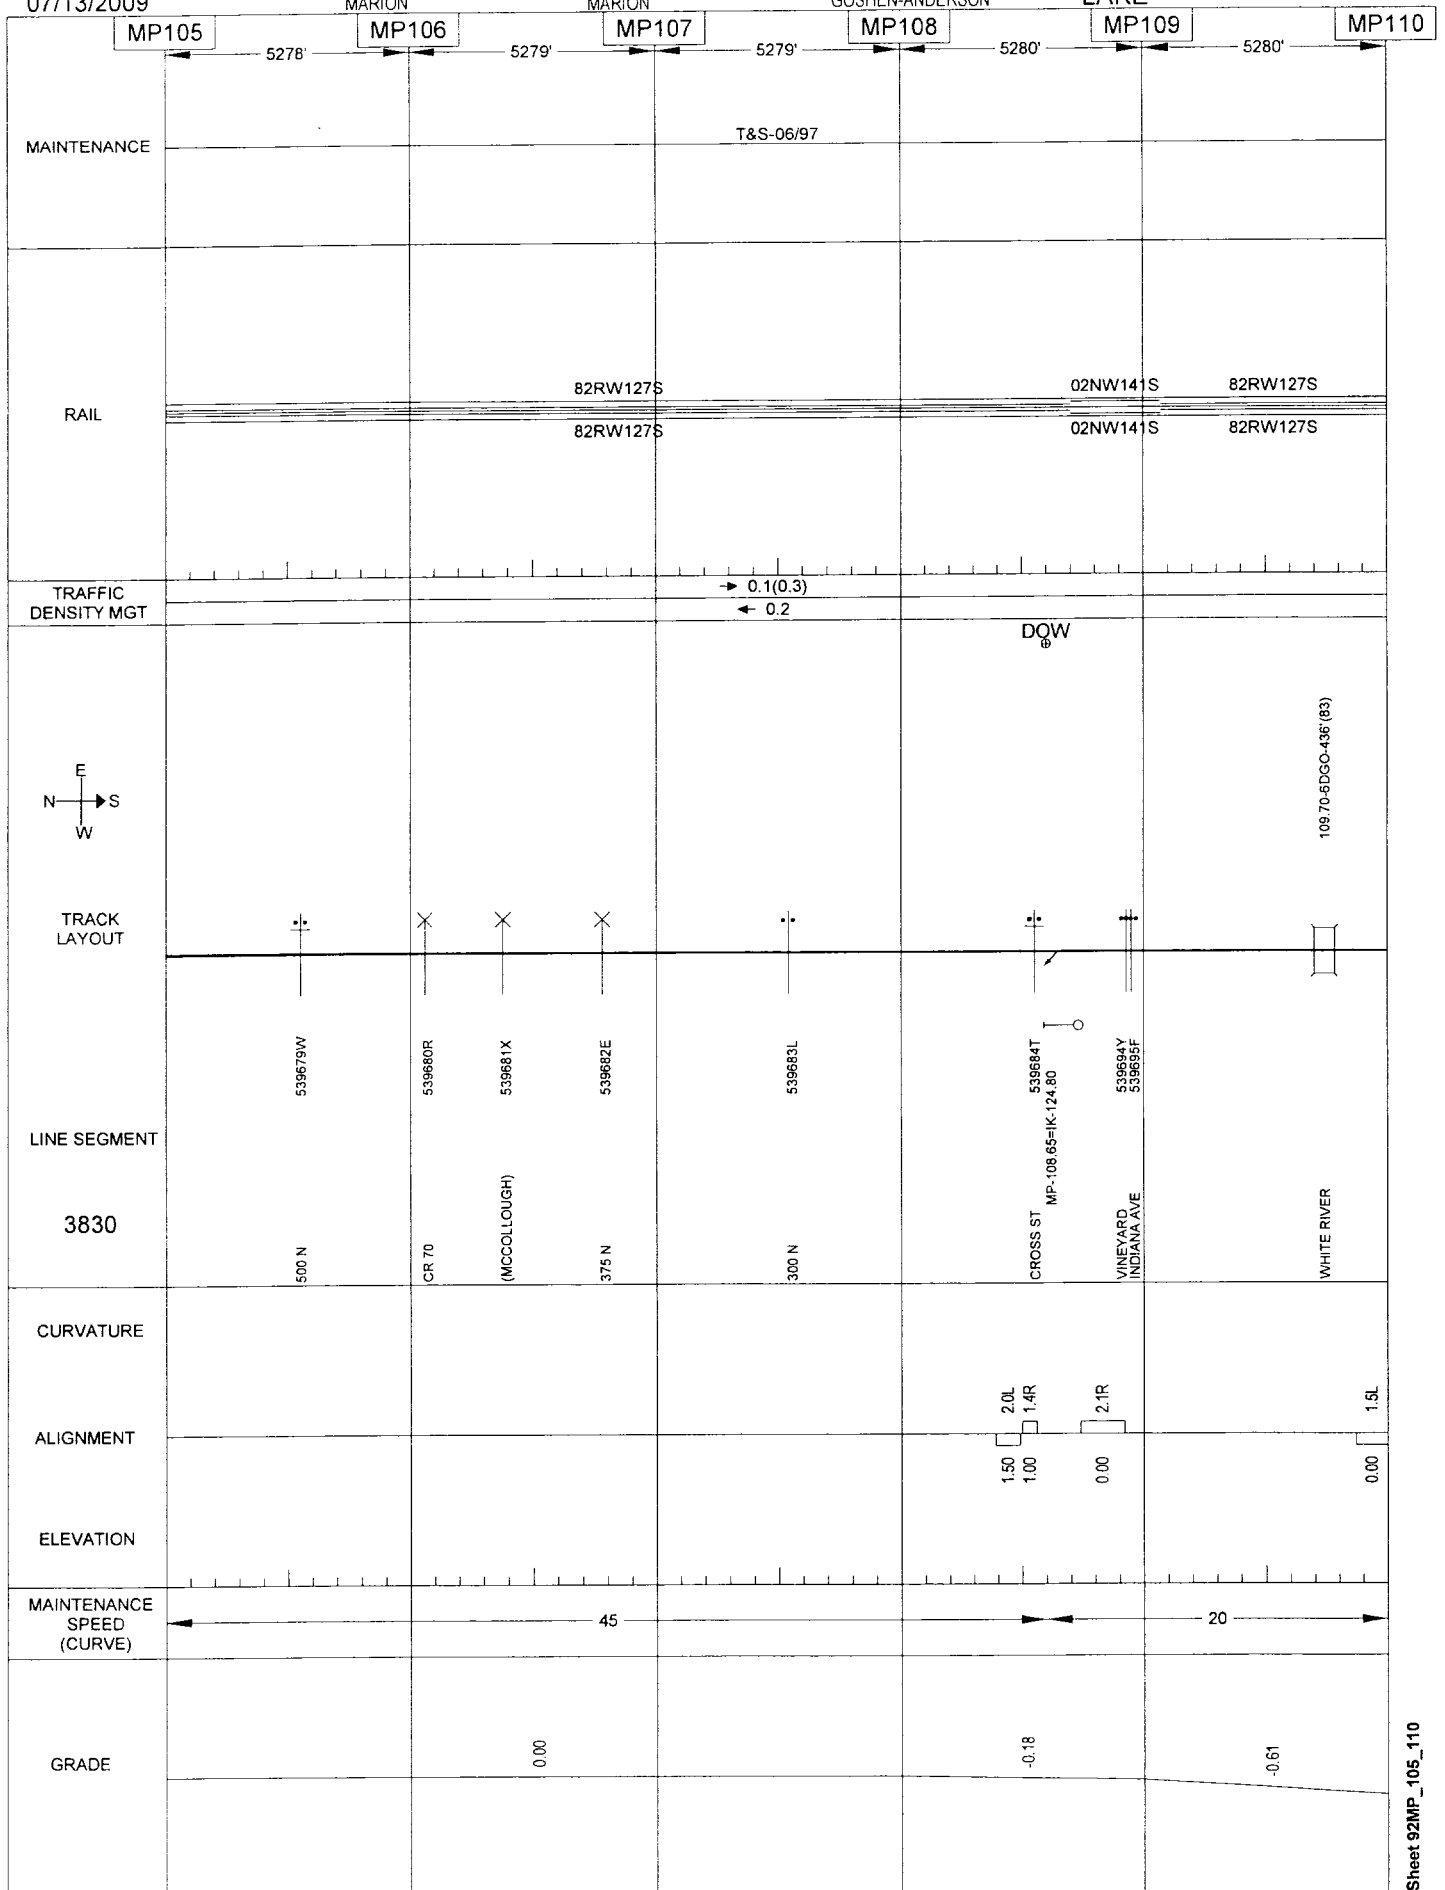 07/13/2009 MARION MARION GOSHEN-ANDERSON LAKE
MP105 MP106 MP107 MP108 MP109 MP110
5278' 5279' 5279' 5280' 5280'
MAINTENANCE
T&S-06/97
RAIL
82RW127S 02NW141S 82RW127S
82RW127S 02NW141S 82RW127S
TRAFFIC
DENSITY MGT
0.1(0.3)
0.2
DOW
E
N S
W
109.70-6DGO-436'(83)
TRACK
LAYOUT
539679W
539680R
539681X
539682E
539683L
539684T
MP-108.65=IK-124.80
539694Y
539695F
LINE SEGMENT
3830
500 N
CR 70
(MCCOLLOUGH)
375 N
300 N
CROSS ST
VINEYARD
INDIANA AVE
WHITE RIVER
CURVATURE
2.0L
1.4R
2.1R
1.5L
ALIGNMENT
1.50
1.00
0.00
0.00
ELEVATION
MAINTENANCE
SPEED
(CURVE)
45 20
GRADE
0.00
-0.18
-0.61
Sheet 92MP_105_110